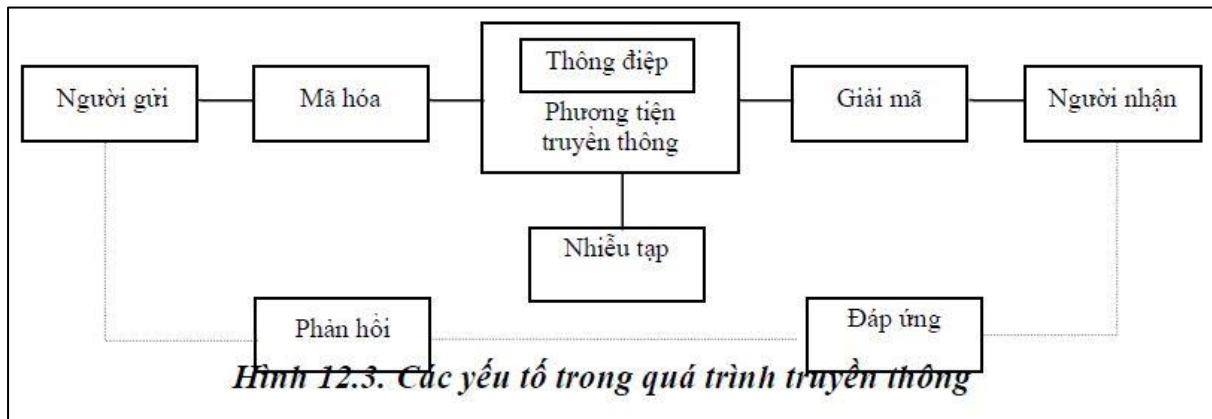 Thông điệp
Người gửi
Mã hóa
Phương tiện
truyền thông
Giải mã
Người nhận
Nhiễu tạp
Phản hồi
Đáp ứng
Hình 12.3. Các yếu tố trong quá trình truyền thông